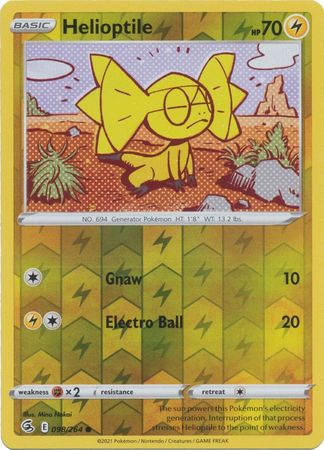 BASIC Helioptile HP 70
NO. 694 Generator Pokémon HT: 1'8" WT: 13.2 lbs.
Gnaw 10
Electro Ball 20
weakness ×2 resistance retreat
Illus. Mina Nakai
The sun powers this Pokémon's electricity
generation. Interruption of that process
stresses Helioptile to the point of weakness.
E 098/264
©2021 Pokémon / Nintendo / Creatures / GAME FREAK